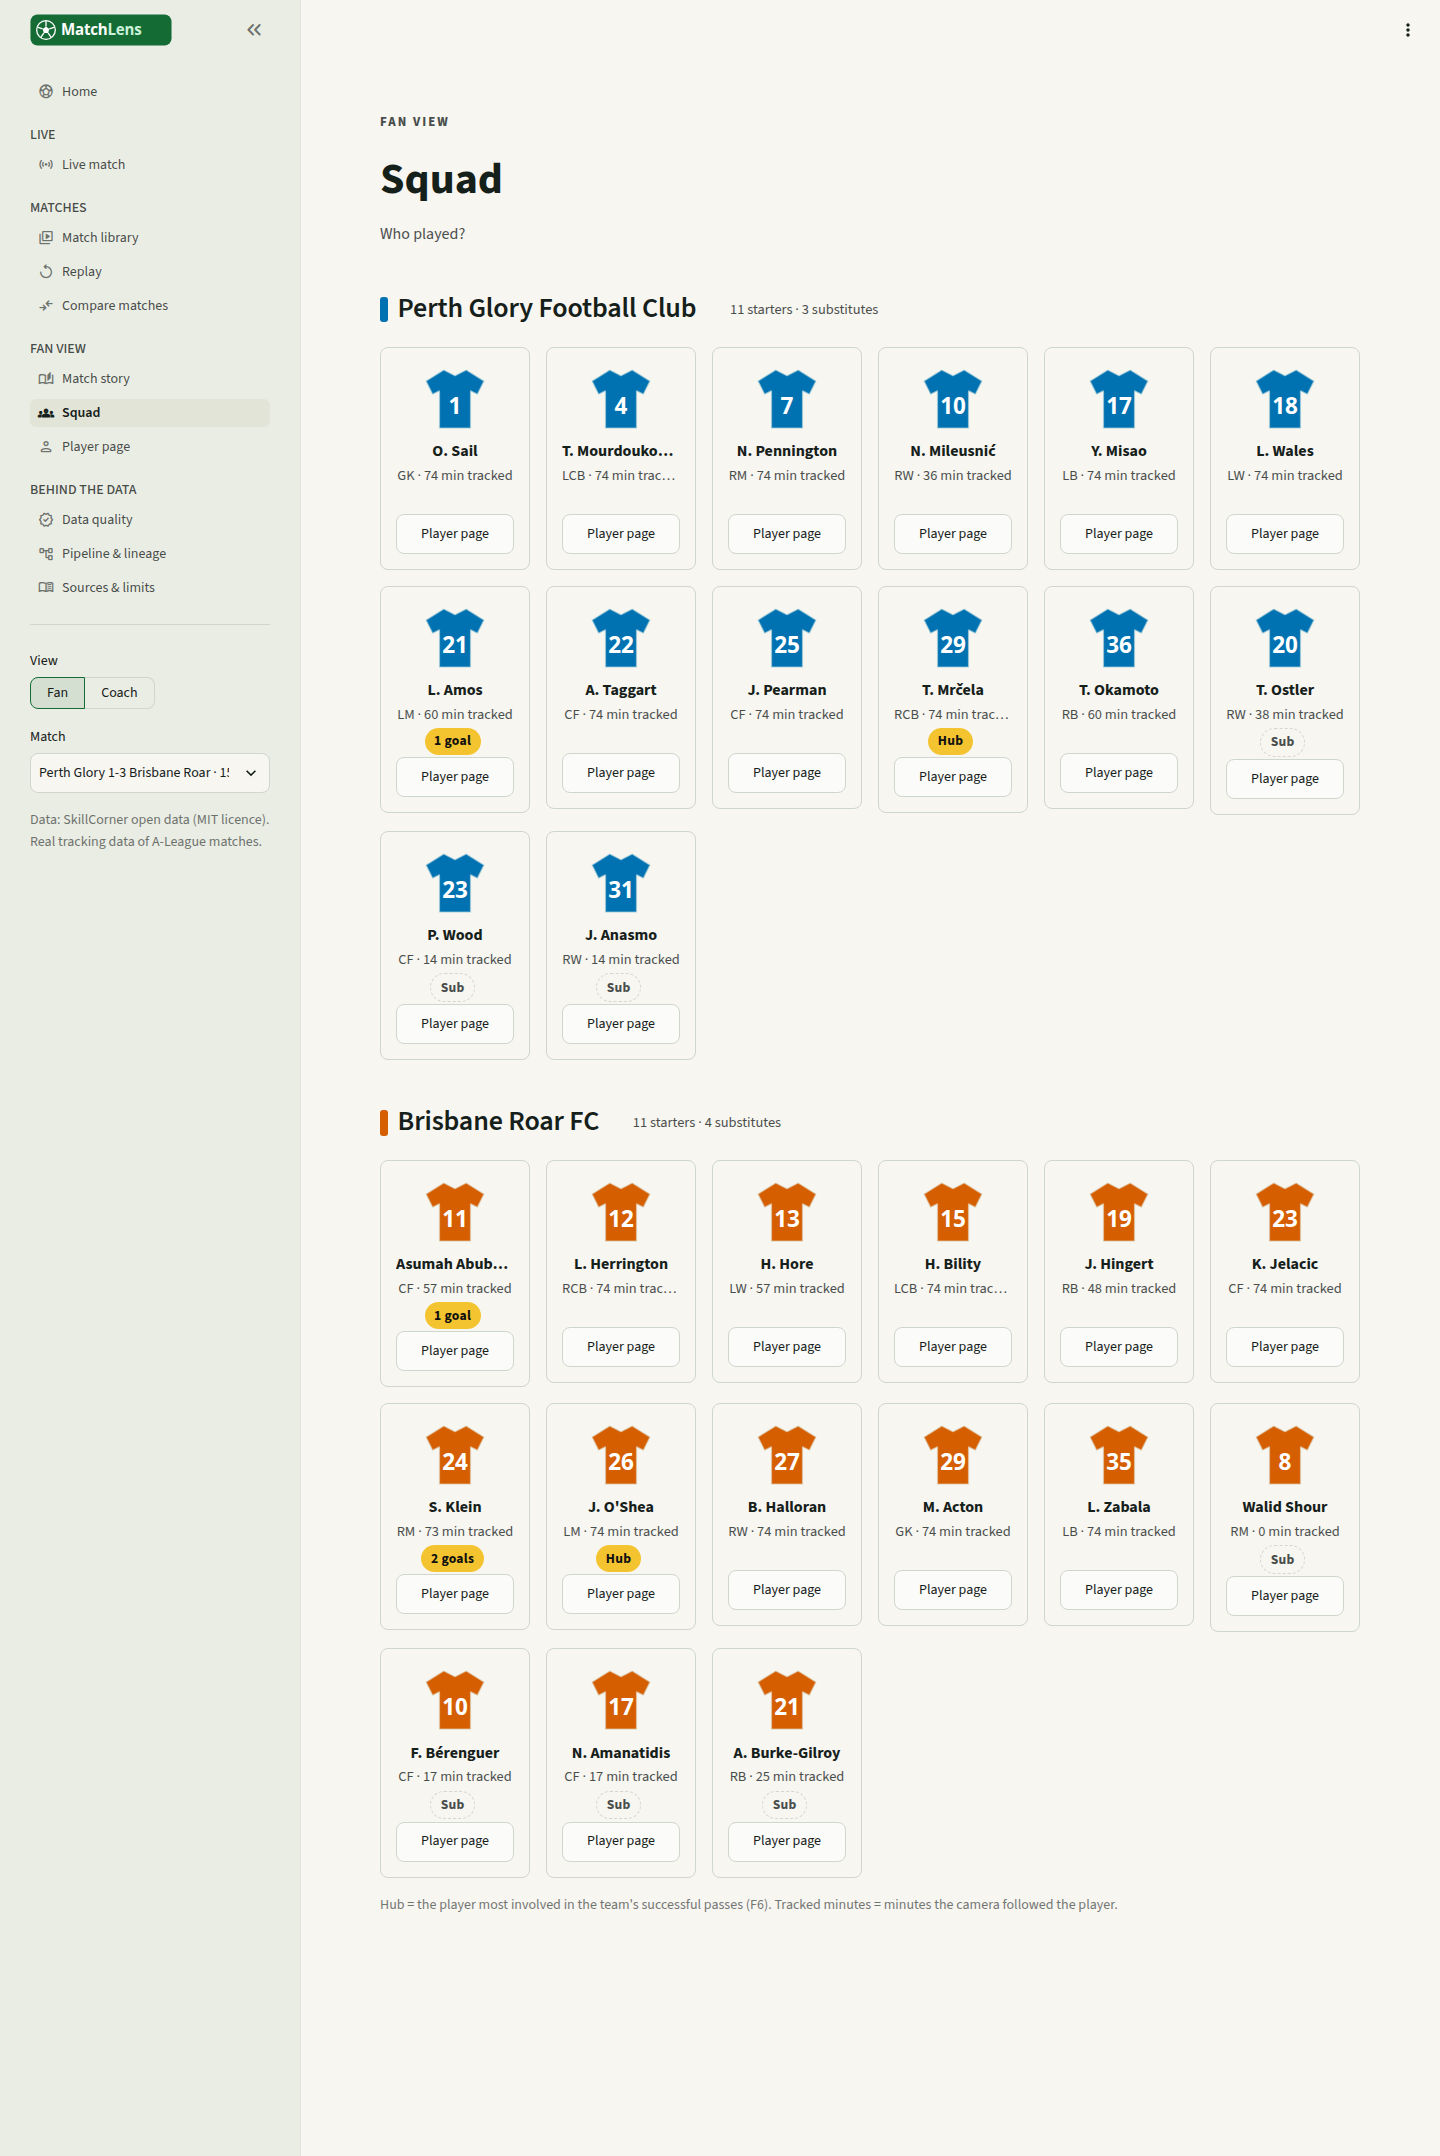 MatchLens
Home
LIVE
Live match
MATCHES
Match library
Replay
Compare matches
FAN VIEW
Match story
Squad
Player page
BEHIND THE DATA
Data quality
Pipeline & lineage
Sources & limits
View
Fan Coach
Match
Perth Glory 1-3 Brisbane Roar · 15
Data: SkillCorner open data (MIT licence).
Real tracking data of A-League matches.
FAN VIEW
Squad
Who played?
Perth Glory Football Club 11 starters · 3 substitutes
1 4 7 10 17 18
O. Sail T. Mourdouko… N. Pennington N. Mileusnić Y. Misao L. Wales
GK · 74 min tracked LCB · 74 min trac… RM · 74 min tracked RW · 36 min tracked LB · 74 min tracked LW · 74 min tracked
Player page Player page Player page Player page Player page Player page
21 22 25 29 36 20
L. Amos A. Taggart J. Pearman T. Mrčela T. Okamoto T. Ostler
LM · 60 min tracked CF · 74 min tracked CF · 74 min tracked RCB · 74 min trac… RB · 60 min tracked RW · 38 min tracked
1 goal Hub Sub
Player page Player page Player page Player page Player page Player page
23 31
P. Wood J. Anasmo
CF · 14 min tracked RW · 14 min tracked
Sub Sub
Player page Player page
Brisbane Roar FC 11 starters · 4 substitutes
11 12 13 15 19 23
Asumah Abub… L. Herrington H. Hore H. Bility J. Hingert K. Jelacic
CF · 57 min tracked RCB · 74 min trac… LW · 57 min tracked LCB · 74 min trac… RB · 48 min tracked CF · 74 min tracked
1 goal
Player page Player page Player page Player page Player page Player page
24 26 27 29 35 8
S. Klein J. O'Shea B. Halloran M. Acton L. Zabala Walid Shour
RM · 73 min tracked LM · 74 min tracked RW · 74 min tracked GK · 74 min tracked LB · 74 min tracked RM · 0 min tracked
2 goals Hub Sub
Player page Player page Player page Player page Player page Player page
10 17 21
F. Bérenguer N. Amanatidis A. Burke-Gilroy
CF · 17 min tracked CF · 17 min tracked RB · 25 min tracked
Sub Sub Sub
Player page Player page Player page
Hub = the player most involved in the team's successful passes (F6). Tracked minutes = minutes the camera followed the player.